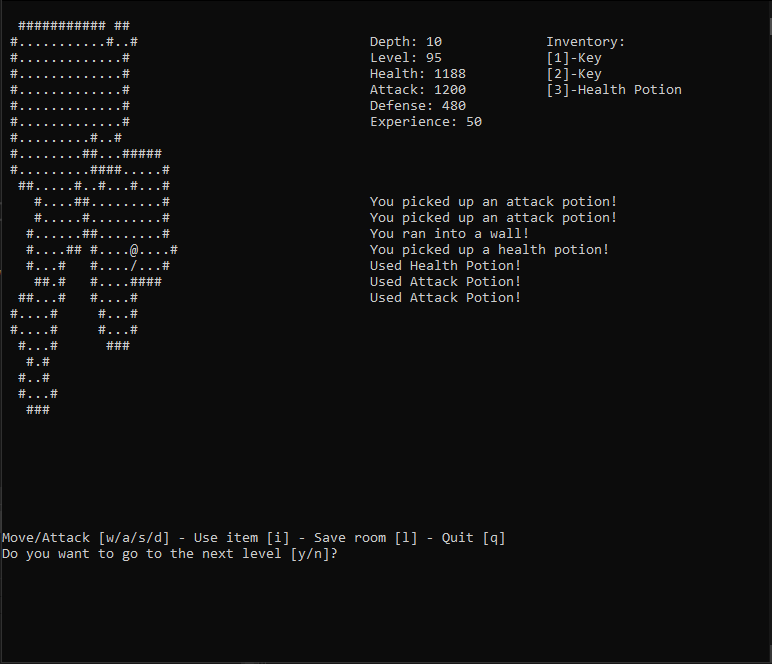 ########### ##
#...........#..#                             Depth: 10             Inventory:
#.............#                              Level: 95             [1]-Key
#.............#                              Health: 1188          [2]-Key
#.............#                              Attack: 1200          [3]-Health Potion
#.............#                              Defense: 480
#.............#                              Experience: 50
#.........#..#
#........##...#####
#.........####.....#
 ##.....#..#...#...#
   #....##.........#                         You picked up an attack potion!
   #.....#.........#                         You picked up an attack potion!
  #......##........#                         You ran into a wall!
  #....## #....@....#                        You picked up a health potion!
  #...#   #..../...#                         Used Health Potion!
   ##.#   #....####                          Used Attack Potion!
 ##...#   #....#                             Used Attack Potion!
#....#     #...#
#....#     #...#
 #...#      ###
  #.#
 #..#
 #...#
  ###
Move/Attack [w/a/s/d] - Use item [i] - Save room [l] - Quit [q]
Do you want to go to the next level [y/n]?